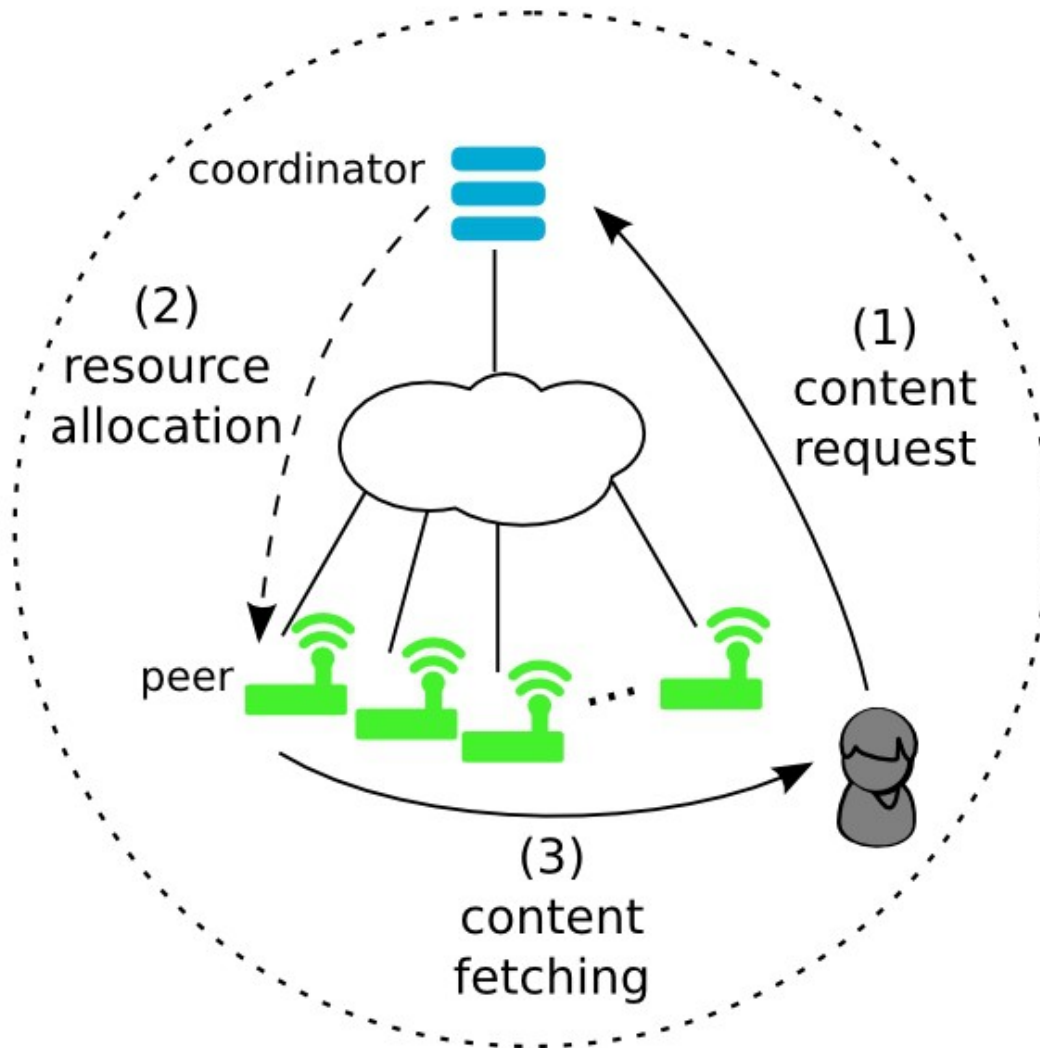 coordinator
(1)
content
request
(2)
resource
allocation
peer
(3)
content
fetching